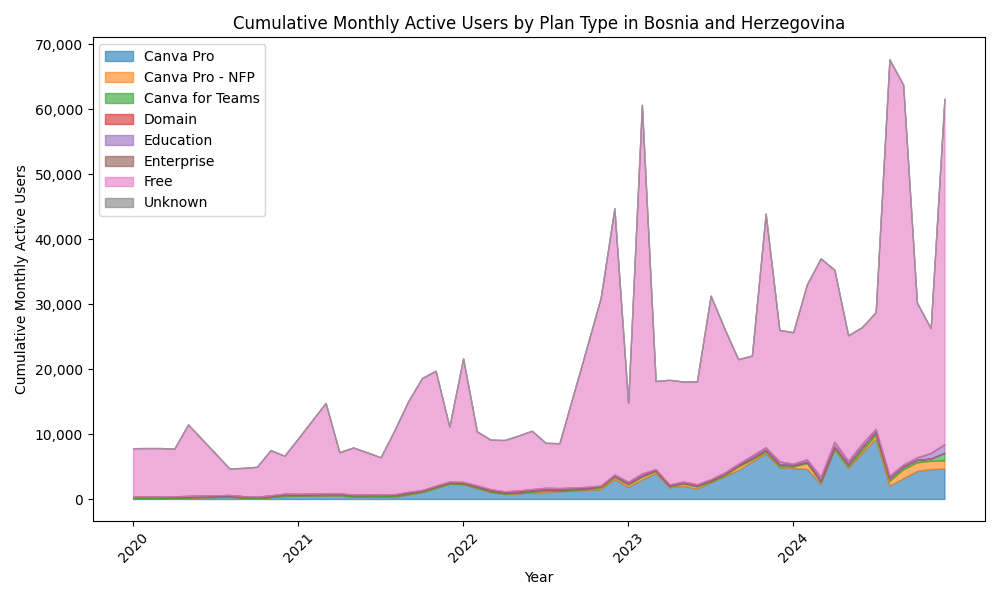 Cumulative Monthly Active Users by Plan Type in Bosnia and Herzegovina
Cumulative Monthly Active Users
70,000
60,000
50,000
40,000
30,000
20,000
10,000
0
Canva Pro
Canva Pro - NFP
Canva for Teams
Domain
Education
Enterprise
Free
Unknown
2020
2021
2022
2023
2024
Year